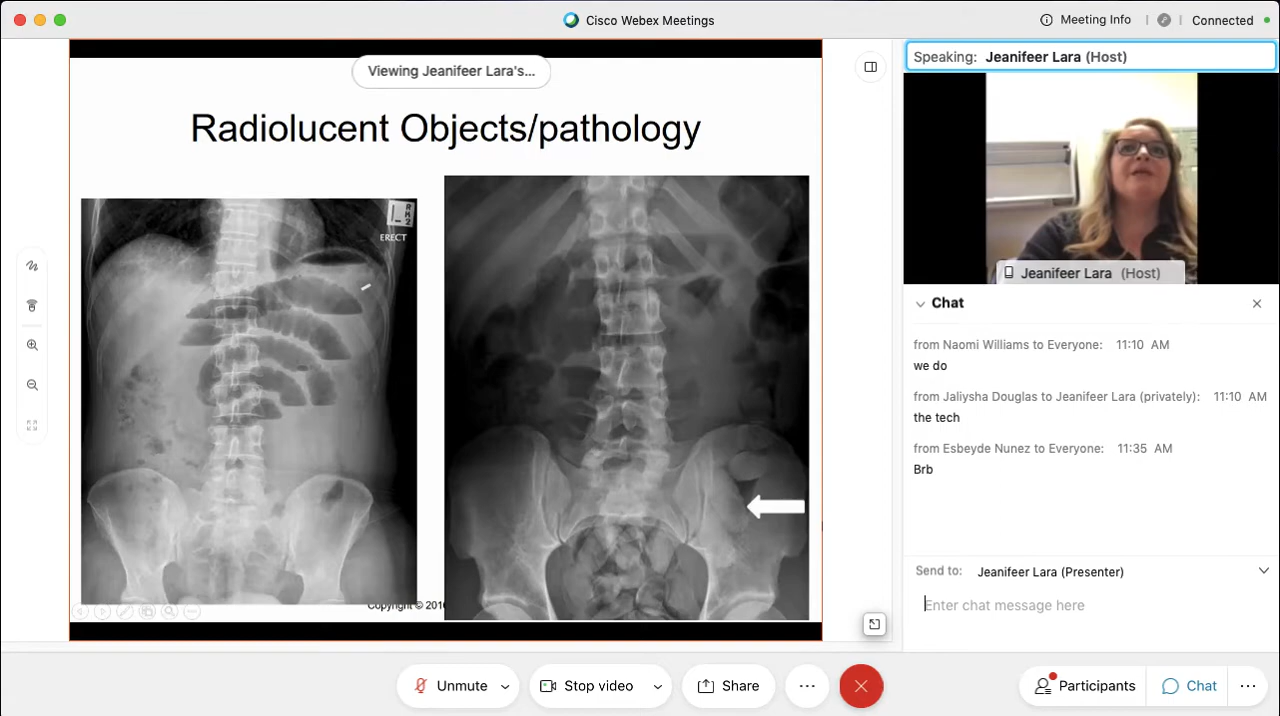 Cisco Webex Meetings
Meeting Info
Connected
Viewing Jeanifeer Lara's...
Radiolucent Objects/pathology
L
ERECT
Copyright © 2016
Speaking: Jeanifeer Lara (Host)
Jeanifeer Lara (Host)
Chat
from Naomi Williams to Everyone: 11:10 AM
we do
from Jaliysha Douglas to Jeanifeer Lara (privately): 11:10 AM
the tech
from Esbeyde Nunez to Everyone: 11:35 AM
Brb
Send to: Jeanifeer Lara (Presenter)
Enter chat message here
Unmute
Stop video
Share
Participants
Chat